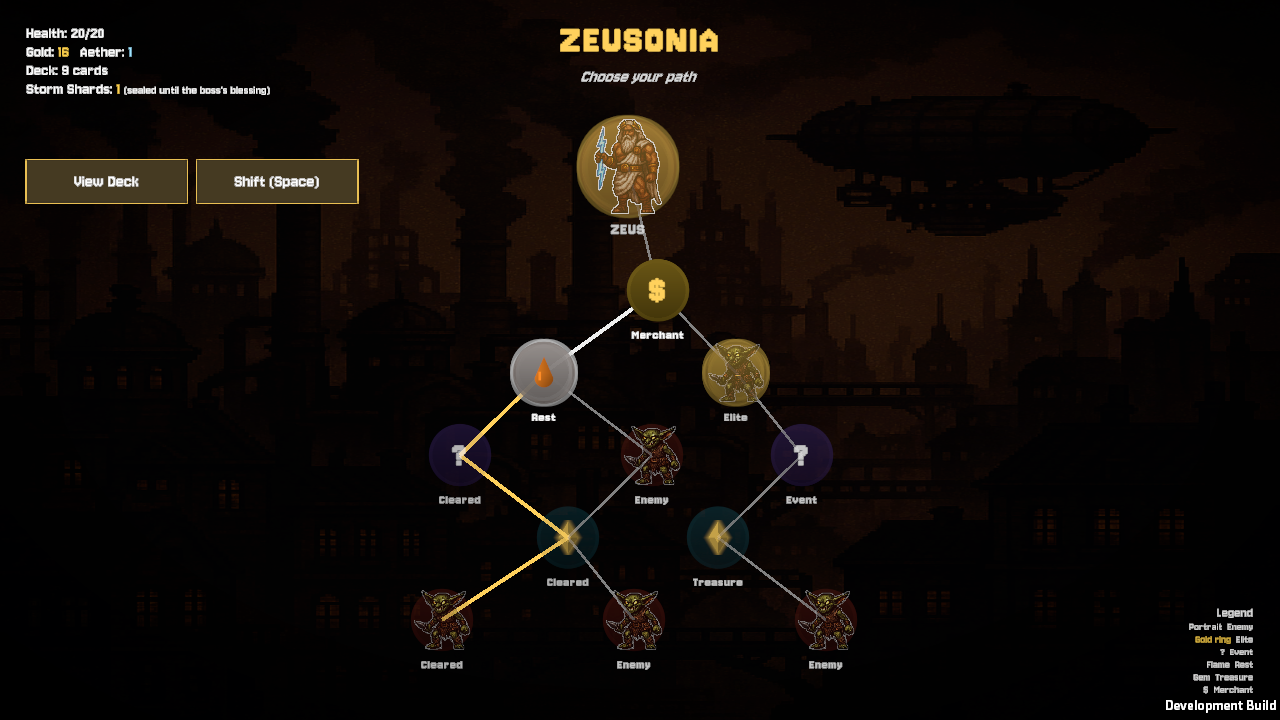 Health: 20/20
Gold: 16 Aether: 1
Deck: 9 cards
Storm Shards: 1 (sealed until the boss's blessing)
ZEUSONIA
Choose your path
View Deck
Shift (Space)
ZEUS
$
Merchant
Rest
Elite
?
?
Cleared
Enemy
Event
Cleared
Treasure
Cleared
Enemy
Enemy
Legend
Portrait Enemy
Gold ring Elite
? Event
Flame Rest
Gem Treasure
$ Merchant
Development Build